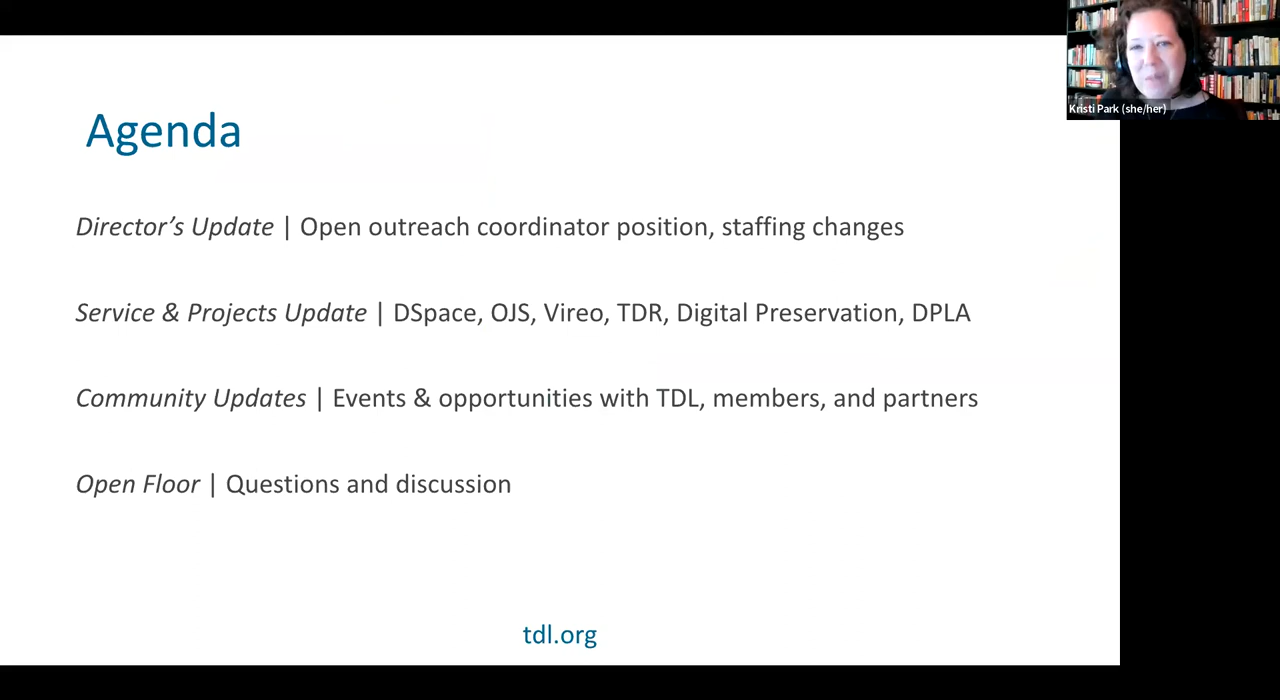 Kristi Park (she/her)
Agenda
Director’s Update | Open outreach coordinator position, staffing changes
Service & Projects Update | DSpace, OJS, Vireo, TDR, Digital Preservation, DPLA
Community Updates | Events & opportunities with TDL, members, and partners
Open Floor | Questions and discussion
tdl.org